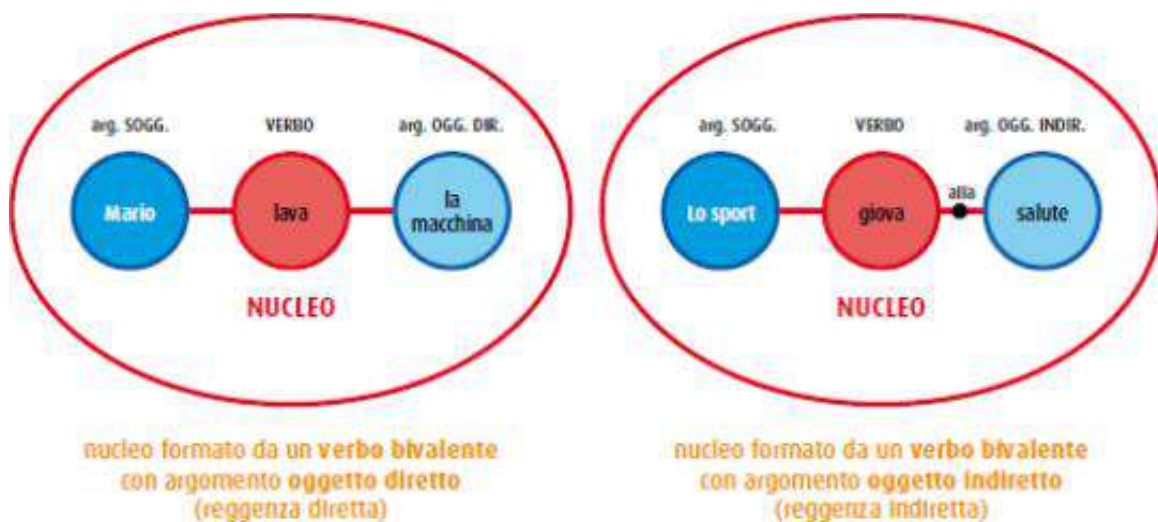 arg. SOGG.
VERBO
arg. OGG. DIR.
Mario
lava
la
macchina
NUCLEO
nucleo formato da un verbo bivalente
con argomento oggetto diretto
(reggenza diretta)
arg. SOGG.
VERBO
arg. OGG. INDIR.
Lo sport
giova
alla
salute
NUCLEO
nucleo formato da un verbo bivalente
con argomento oggetto indiretto
(reggenza indiretta)